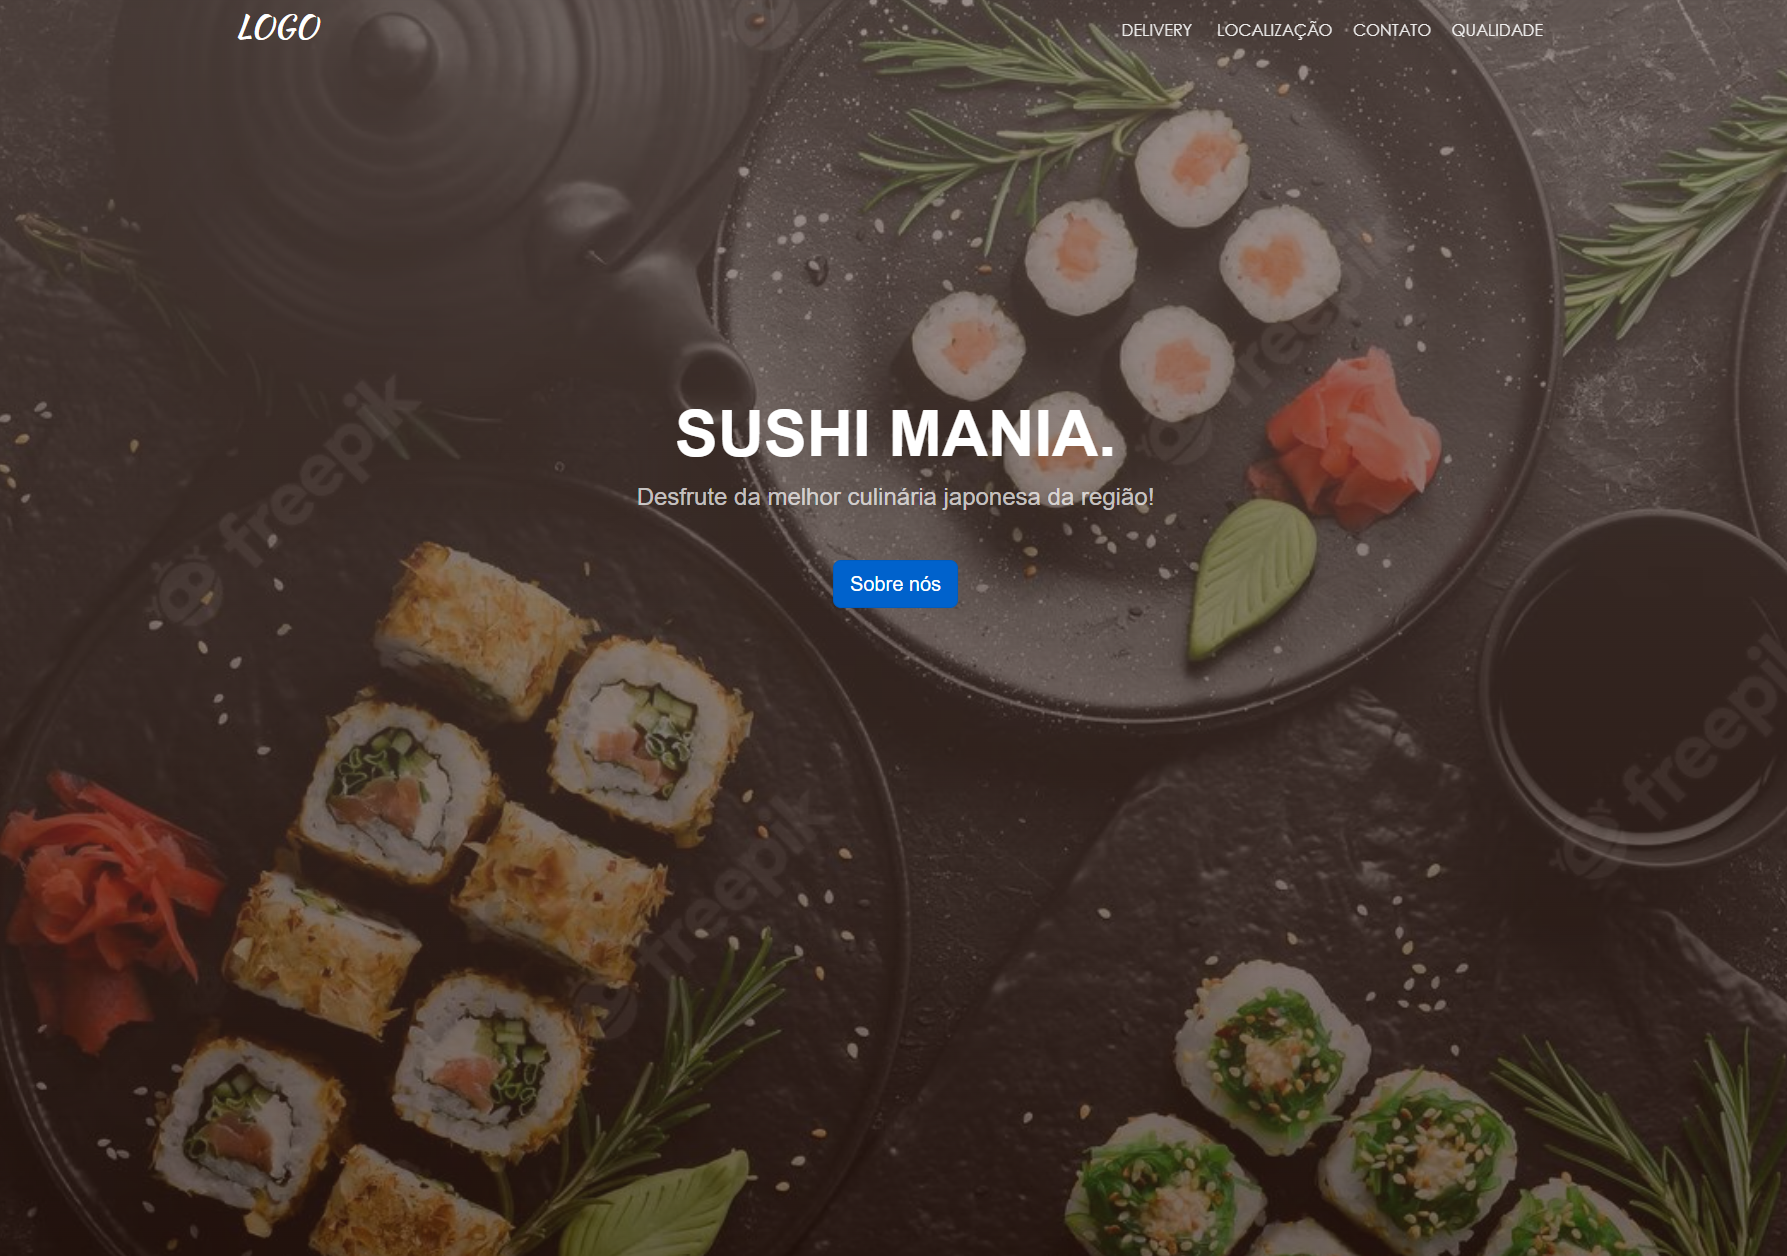 LOGO
DELIVERY LOCALIZAÇÃO CONTATO QUALIDADE
SUSHI MANIA.
Desfrute da melhor culinária japonesa da região!
Sobre nós
freepik
freepik
freepik
freepik